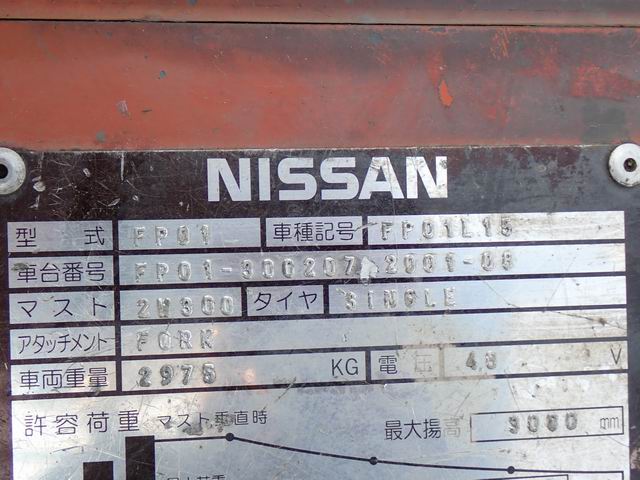 NISSAN
型式 FP01 車種記号 FP01L15
車台番号 FP01-300207 2001-08
マスト 2W300 タイヤ SINGLE
アタッチメント FORK
車両重量 2975 KG 電圧 48 V
許容荷重 マスト垂直時 最大揚高 3000 mm